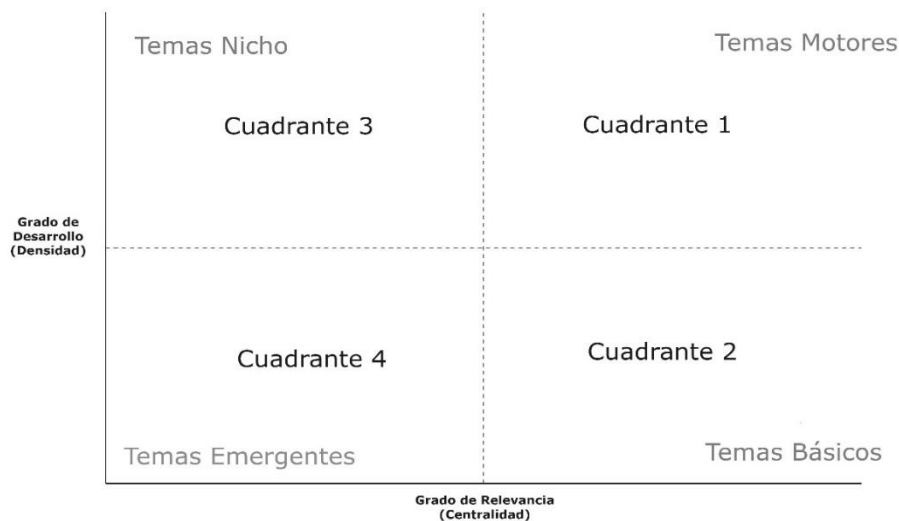 Temas Nicho
Temas Motores
Cuadrante 3
Cuadrante 1
Grado de
Desarrollo
(Densidad)
Cuadrante 4
Cuadrante 2
Temas Emergentes
Temas Básicos
Grado de Relevancia
(Centralidad)